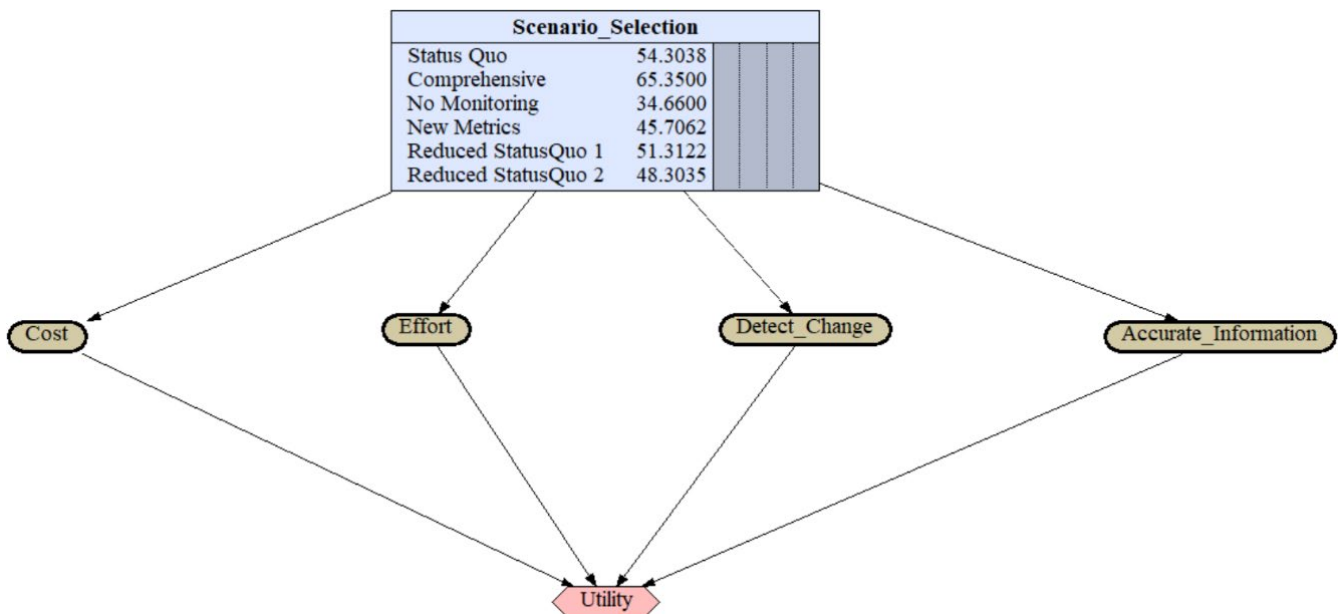 Scenario_Selection
Status Quo 54.3038
Comprehensive 65.3500
No Monitoring 34.6600
New Metrics 45.7062
Reduced StatusQuo 1 51.3122
Reduced StatusQuo 2 48.3035
Cost
Effort
Detect_Change
Accurate_Information
Utility